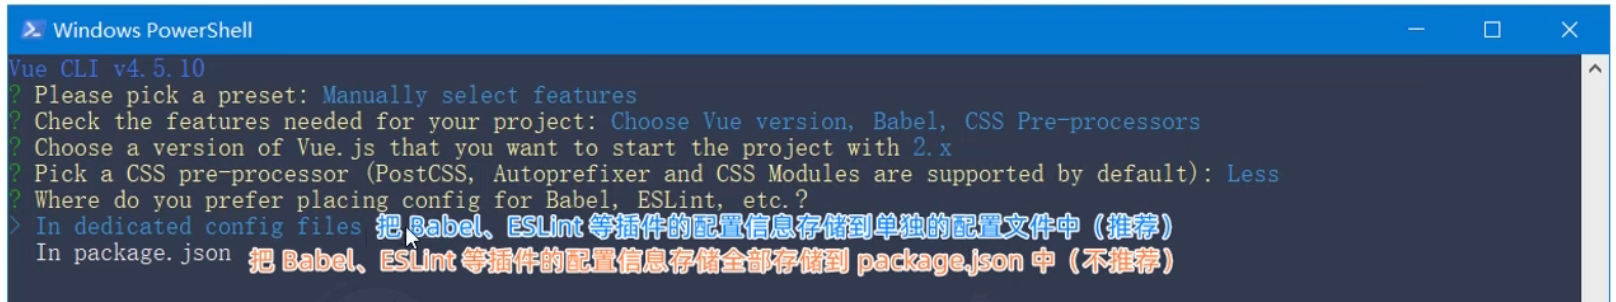 Windows PowerShell
Vue CLI v4.5.10
? Please pick a preset: Manually select features
? Check the features needed for your project: Choose Vue version, Babel, CSS Pre-processors
? Choose a version of Vue.js that you want to start the project with 2.x
? Pick a CSS pre-processor (PostCSS, Autoprefixer and CSS Modules are supported by default): Less
? Where do you prefer placing config for Babel, ESLint, etc.?
> In dedicated config files 把 Babel、ESLint 等插件的配置信息存储到单独的配置文件中（推荐）
In package.json 把 Babel、ESLint 等插件的配置信息存储全部存储到 package.json 中（不推荐）